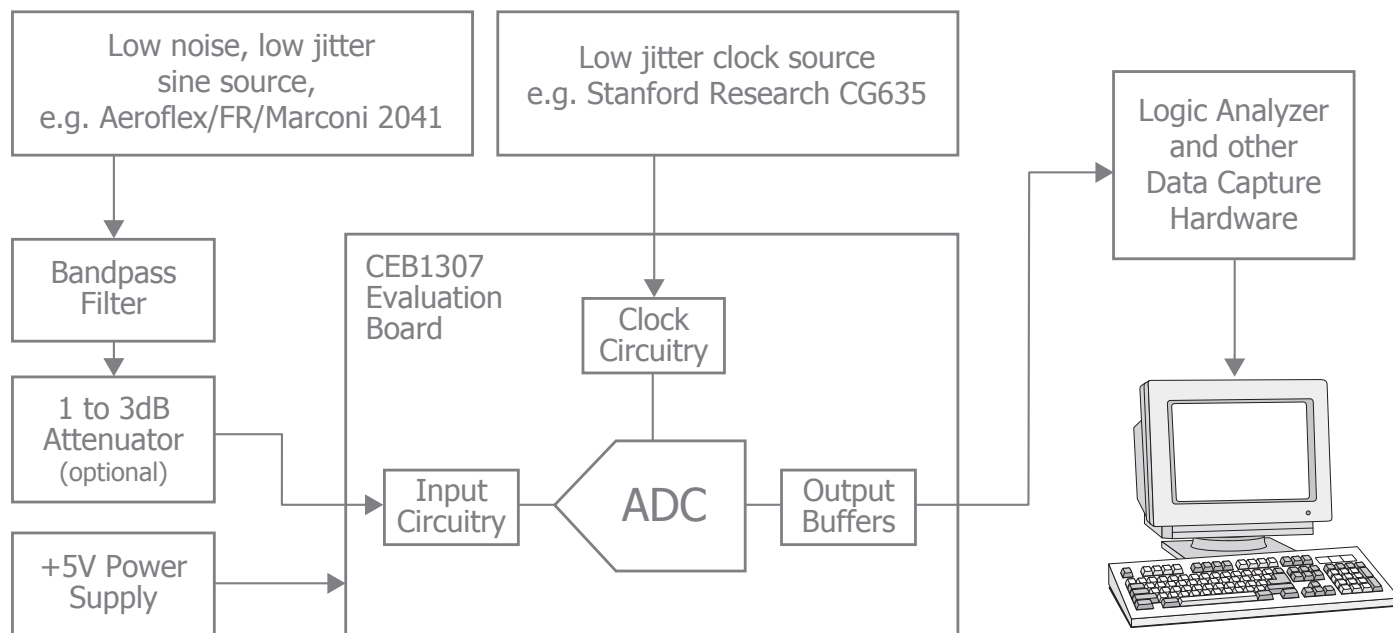 Low noise, low jitter
sine source,
e.g. Aeroflex/FR/Marconi 2041
Low jitter clock source
e.g. Stanford Research CG635
Logic Analyzer
and other
Data Capture
Hardware
Bandpass
Filter
CEB1307
Evaluation
Board
Clock
Circuitry
1 to 3dB
Attenuator
(optional)
Input
Circuitry
ADC
Output
Buffers
+5V Power
Supply